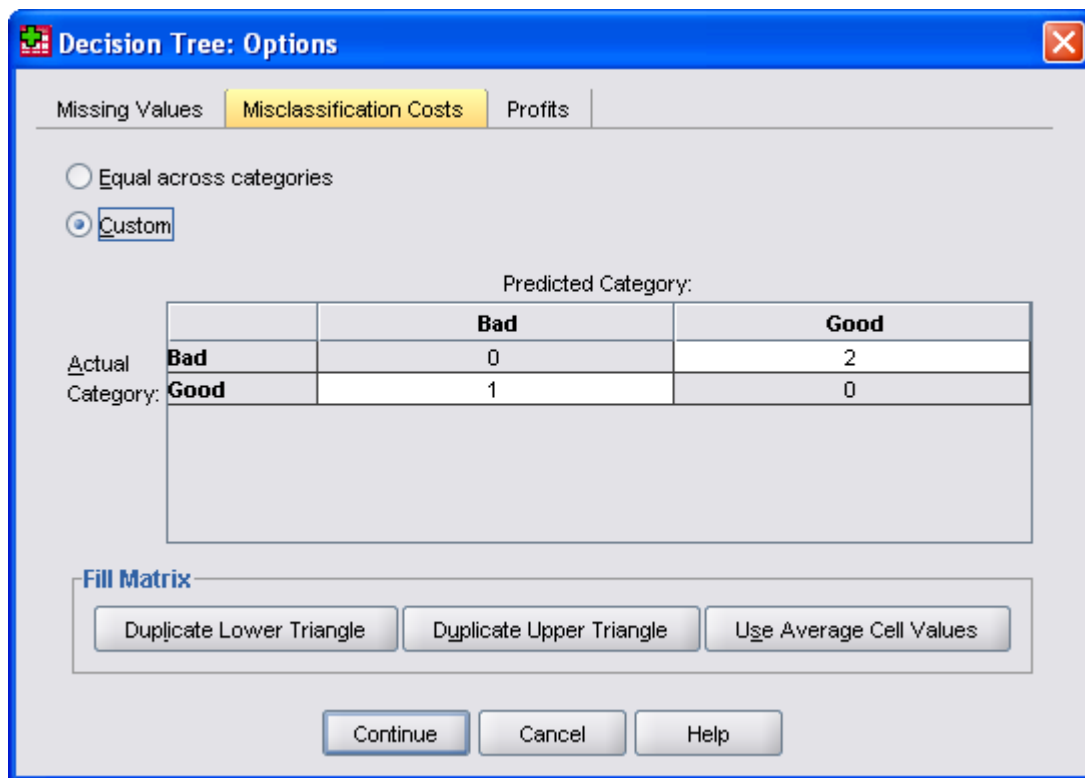 Decision Tree: Options
Missing Values Misclassification Costs Profits
Equal across categories
Custom
Predicted Category:
Bad Good
Actual Category:
Bad 0 2
Good 1 0
Fill Matrix
Duplicate Lower Triangle Duplicate Upper Triangle Use Average Cell Values
Continue Cancel Help